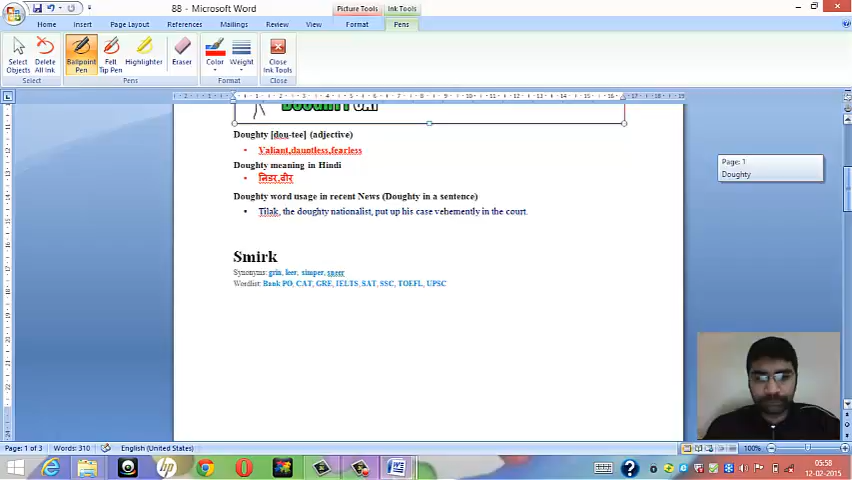 88 - Microsoft Word
Picture Tools
Ink Tools
Home
Insert
Page Layout
References
Mailings
Review
View
Format
Pens
Select Objects
Delete All Ink
Ballpoint Pen
Felt Tip Pen
Highlighter
Eraser
Color
Weight
Close Ink Tools
Select
Pens
Format
Close
Doughty [dou-tee] (adjective)
• Valiant,dauntless,fearless
Doughty meaning in Hindi
• निडर,वीर
Doughty word usage in recent News (Doughty in a sentence)
• Tilak, the doughty nationalist, put up his case vehemently in the court.
Smirk
Synonyms: grin, leer, simper, sneer
Wordlist: Bank PO, CAT, GRE, IELTS, SAT, SSC, TOEFL, UPSC
Page: 1
Doughty
Page: 1 of 3
Words: 310
English (United States)
100%
05:58
12-02-2015